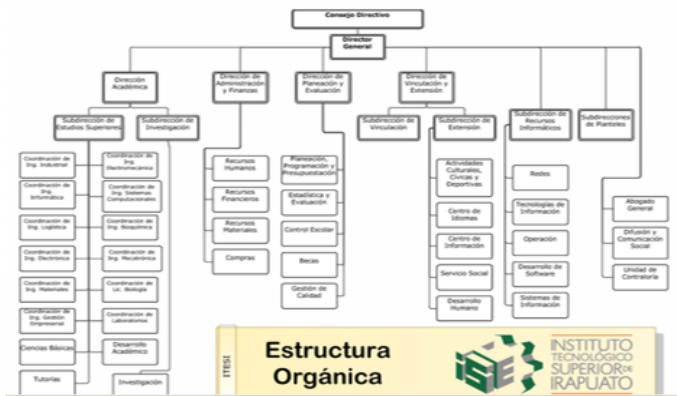 Consejo Directivo
Director
General
Dirección
Académica
Dirección de
Administración
y Finanzas
Dirección de
Planeación y
Evaluación
Dirección de
Vinculación y
Extensión
Subdirección de
Estudios Superiores
Subdirección de
Investigación
Subdirección de
Vinculación
Subdirección de
Extensión
Subdirección de
Recursos
Informáticos
Subdirecciones
de Planteles
Coordinación de
Ing. Industrial
Coordinación de
Ing.
Electromecánica
Coordinación de
Ing.
Informática
Coordinación de
Ing. Sistemas
Computacionales
Coordinación de
Ing. Logística
Coordinación de
Ing. Bioquímica
Coordinación de
Ing. Electrónica
Coordinación de
Ing. Mecatrónica
Coordinación de
Ing. Materiales
Coordinación de
Lic. Biología
Coordinación de
Ing. Gestión
Empresarial
Coordinación de
Laboratorios
Ciencias Básicas
Desarrollo
Académico
Tutorías
Investigación
Recursos
Humanos
Recursos
Financieros
Recursos
Materiales
Compras
Planeación,
Programación y
Presupuestación
Estadística y
Evaluación
Control Escolar
Becas
Gestión de
Calidad
Actividades
Culturales,
Cívicas y
Deportivas
Centro de
Idiomas
Centro de
Información
Servicio Social
Desarrollo
Humano
Redes
Tecnologías de
Información
Operación
Desarrollo de
Software
Sistemas de
Información
Abogado
General
Difusión y
Comunicación
Social
Unidad de
Contraloría
ITESI
Estructura
Orgánica
INSTITUTO
TECNOLÓGICO
SUPERIOR DE
IRAPUATO